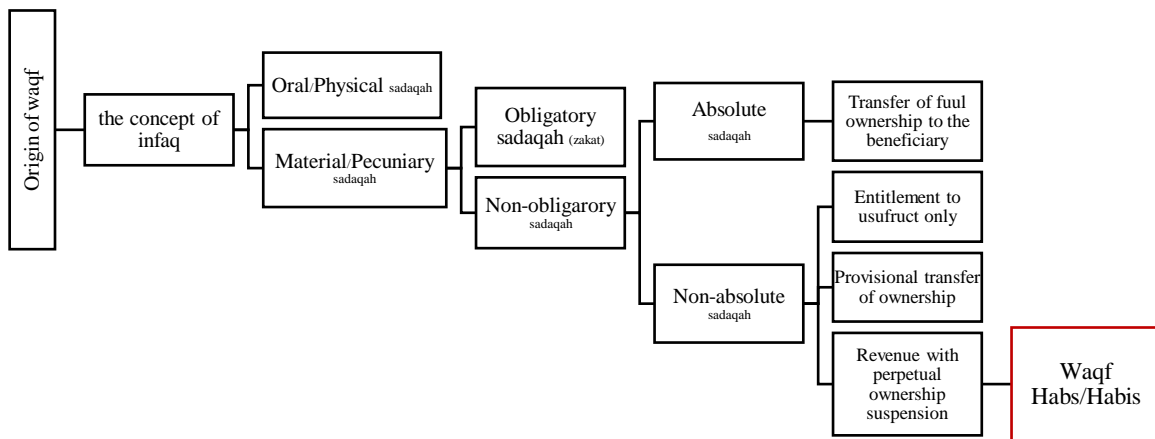 Origin of waqf
the concept of
infaq
Oral/Physical sadaqah
Material/Pecuniary
sadaqah
Obligatory
sadaqah (zakat)
Non-obligarory
sadaqah
Absolute
sadaqah
Non-absolute
sadaqah
Transfer of fuul
ownership to the
beneficiary
Entitlement to
usufruct only
Provisional transfer
of ownership
Revenue with
perpetual
ownership
suspension
Waqf
Habs/Habis